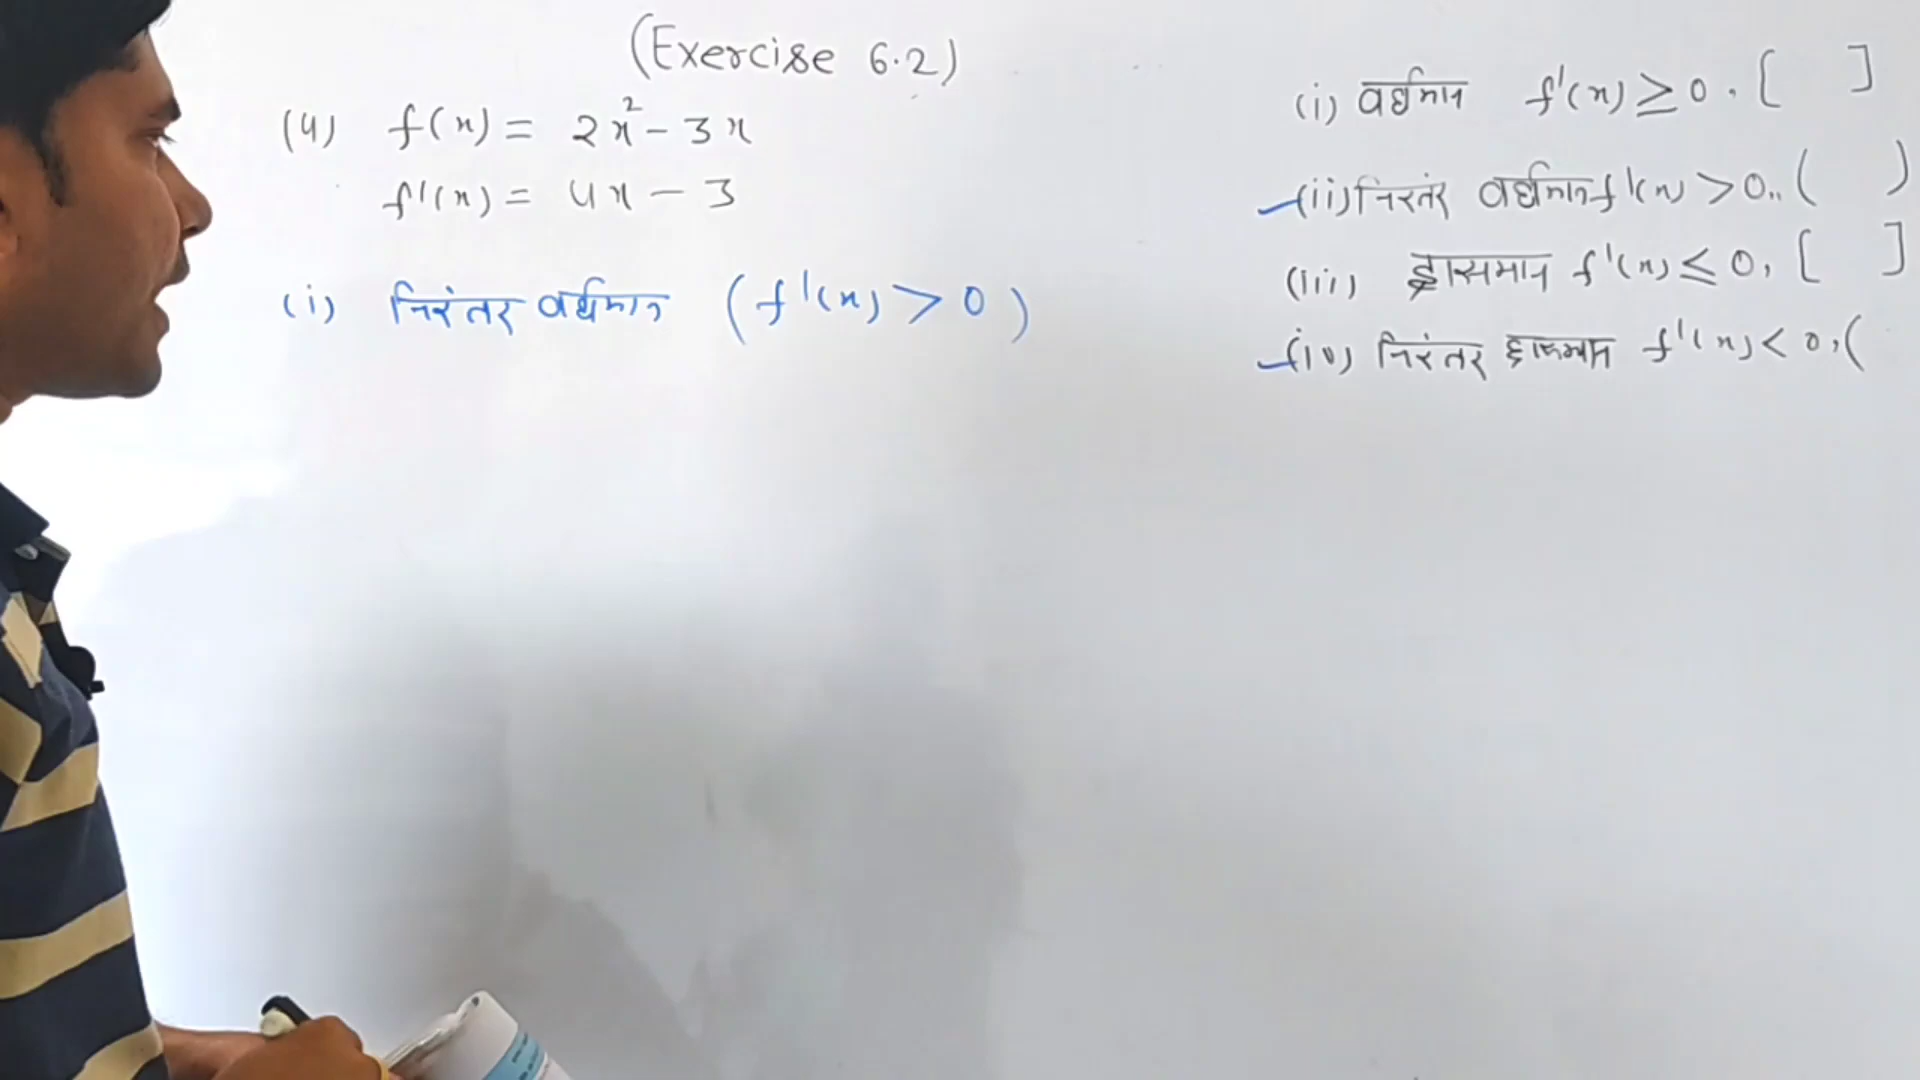 (Exercise 6.2)
(4) f(x) = 2x² - 3x
f'(x) = 4x - 3
(i) निरंतर वर्धमान (f'(x) > 0)
(i) वर्धमान f'(x) ≥ 0, [ ]
(ii) निरतंर वर्धमान f'(x) > 0, ( )
(iii) ह्रासमान f'(x) ≤ 0, [ ]
(iv) निरंतर ह्रासमान f'(x) < 0, (